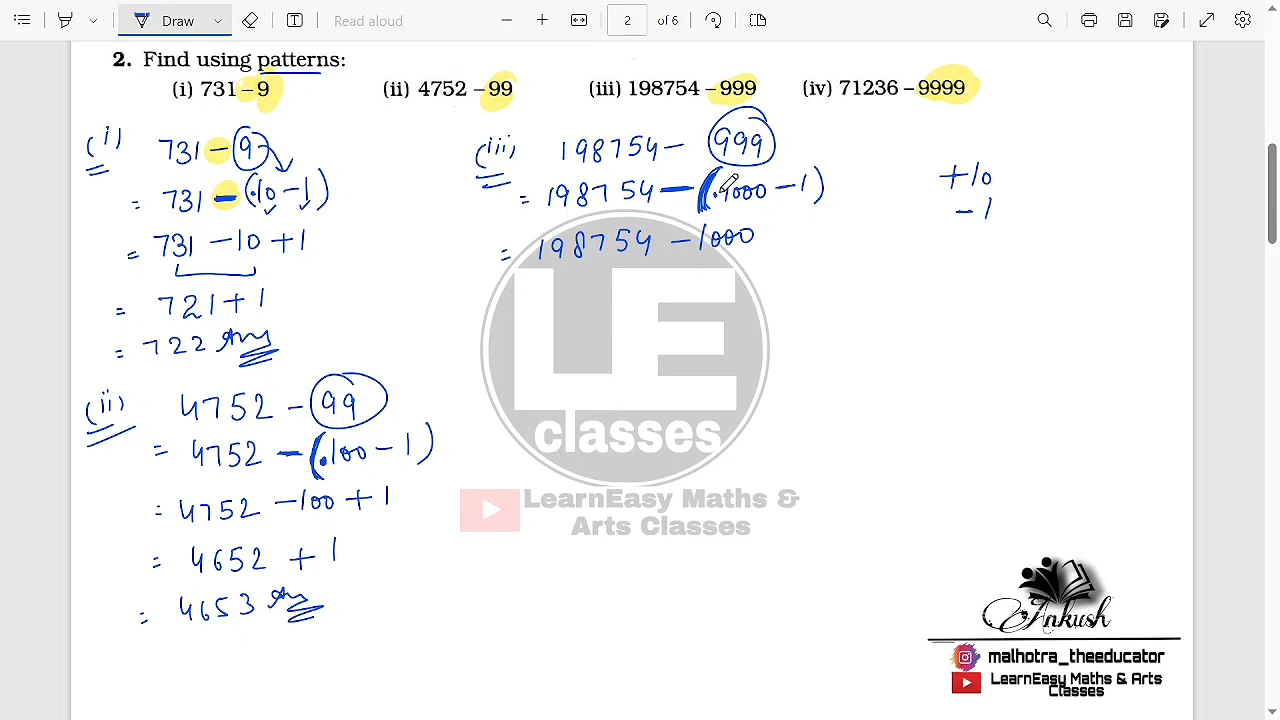 Draw
Read aloud
2 of 6
2. Find using patterns:
(i) 731 – 9 (ii) 4752 – 99 (iii) 198754 – 999 (iv) 71236 – 9999
(i) 731 - 9
= 731 - (10 - 1)
= 731 - 10 + 1
= 721 + 1
= 722 Ans
(ii) 4752 - 99
= 4752 - (100 - 1)
= 4752 - 100 + 1
= 4652 + 1
= 4653 Ans
(iii) 198754 - 999
= 198754 - (1000 - 1)
= 198754 - 1000
+10
-1
LE
classes
LearnEasy Maths &
Arts Classes
Ankush
malhotra_theeducator
LearnEasy Maths & Arts
Classes